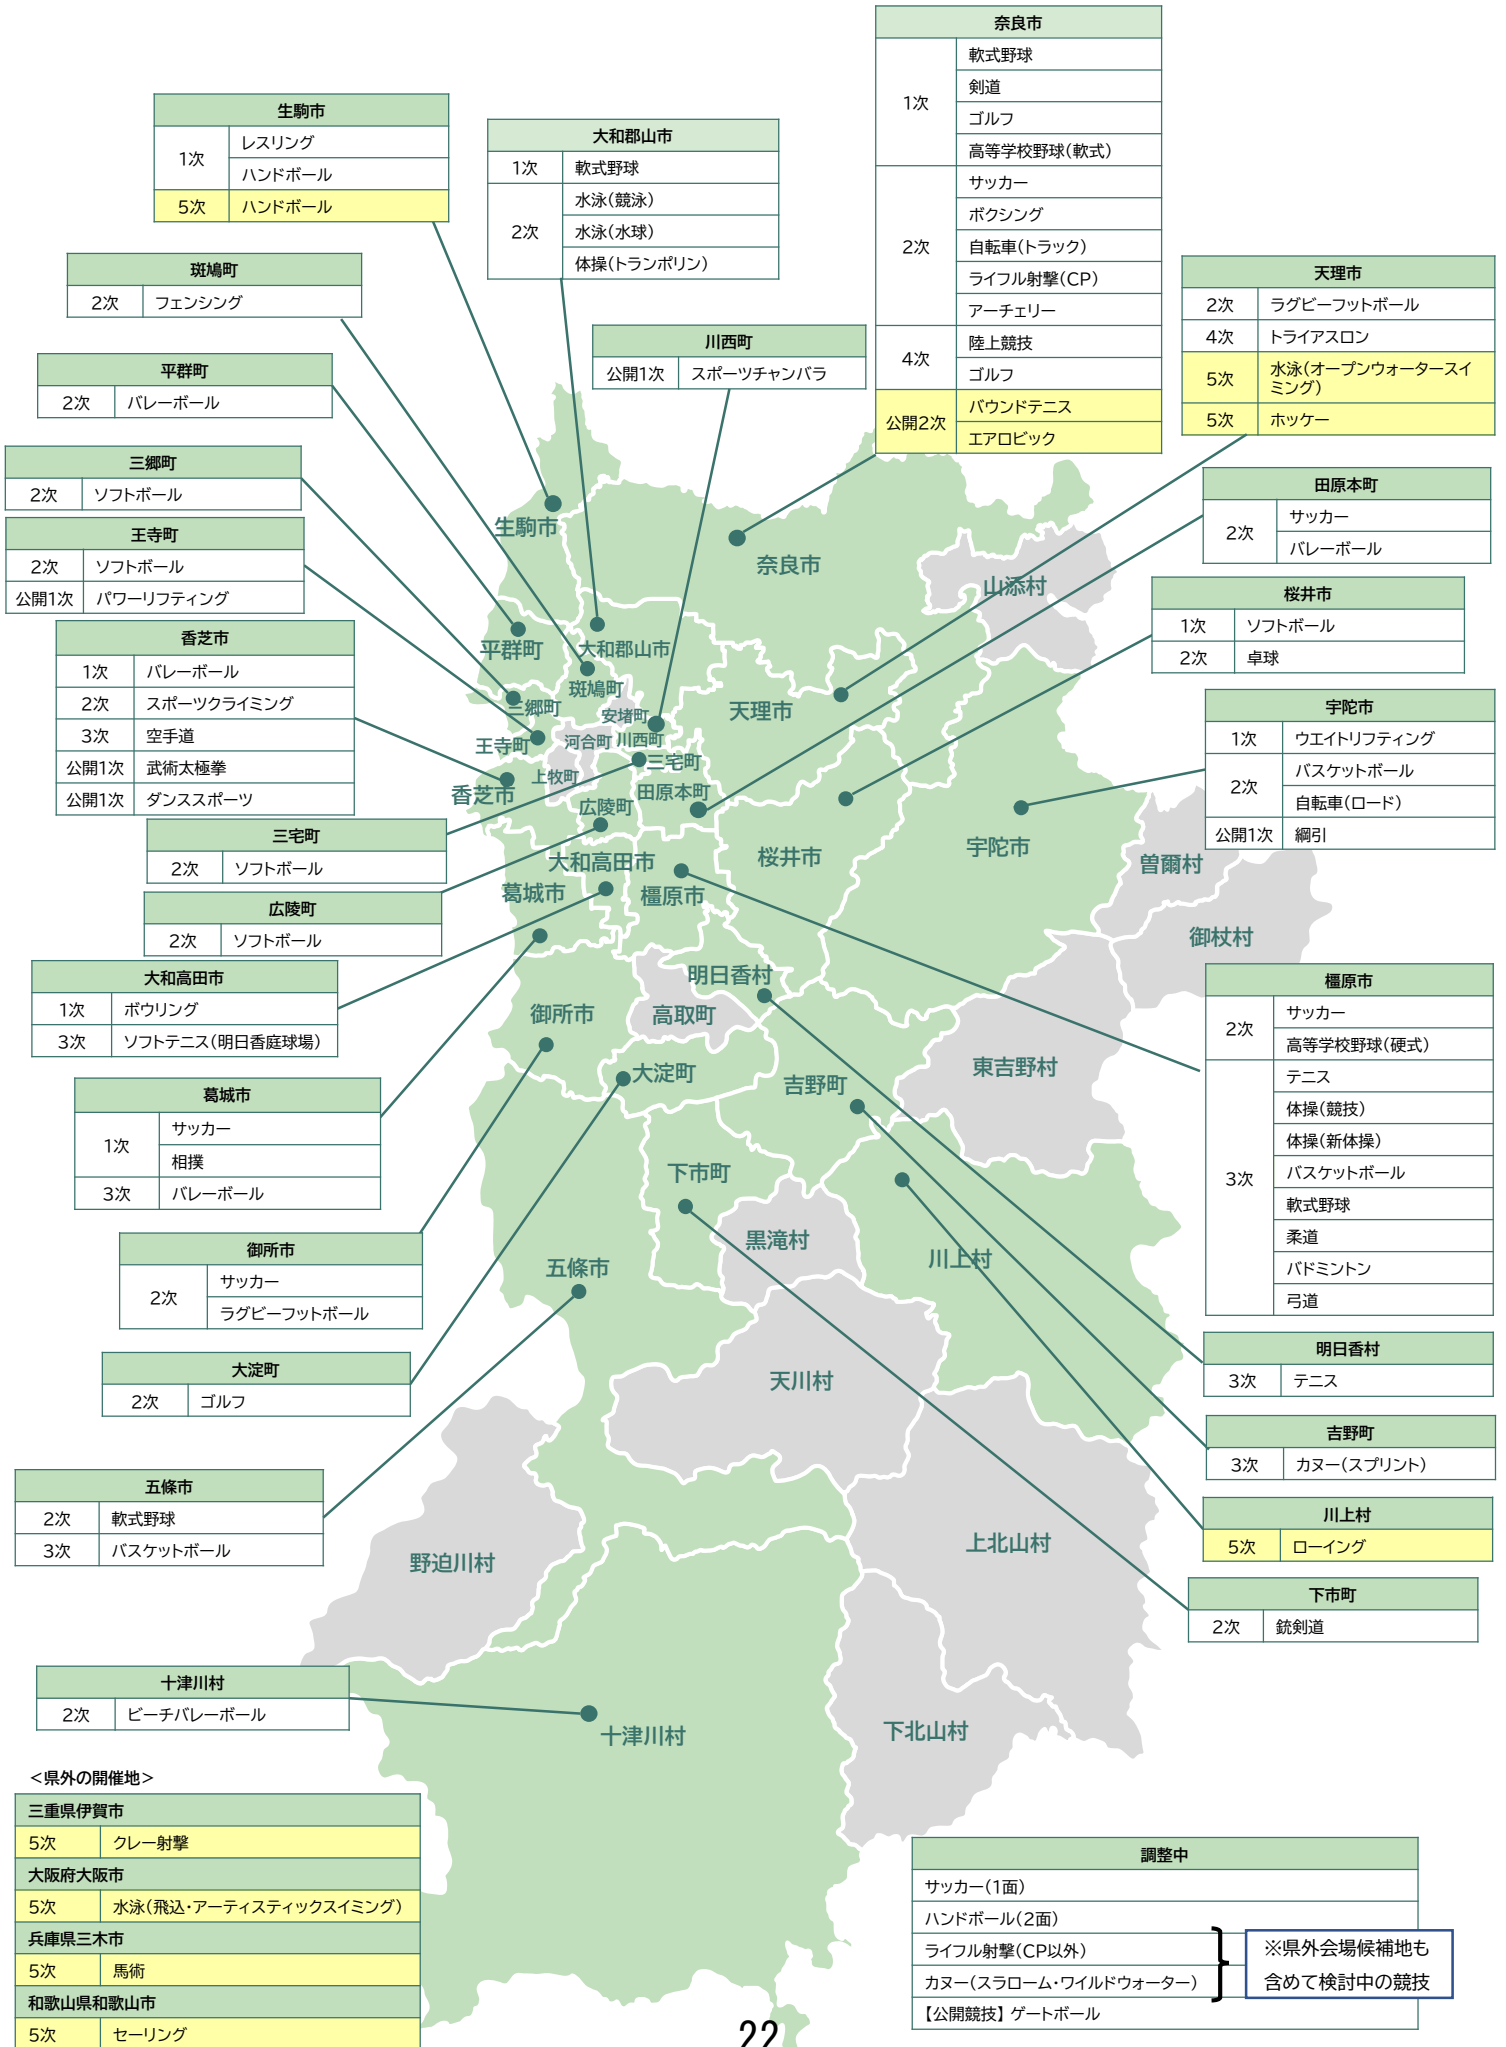 奈良市
1次
軟式野球
剣道
ゴルフ
高等学校野球(軟式)
2次
サッカー
ボクシング
自転車(トラック)
ライフル射撃(CP)
アーチェリー
4次
陸上競技
ゴルフ
公開2次
バウンドテニス
エアロビック
生駒市
1次
レスリング
ハンドボール
5次 ハンドボール
大和郡山市
1次 軟式野球
2次
水泳(競泳)
水泳(水球)
体操(トランポリン)
斑鳩町
2次 フェンシング
天理市
2次 ラグビーフットボール
4次 トライアスロン
5次 水泳(オープンウォータースイ
ミング)
5次 ホッケー
川西町
公開1次 スポーツチャンバラ
平群町
2次 バレーボール
三郷町
2次 ソフトボール
田原本町
2次
サッカー
バレーボール
王寺町
2次 ソフトボール
公開1次 パワーリフティング
桜井市
1次 ソフトボール
2次 卓球
香芝市
1次 バレーボール
2次 スポーツクライミング
3次 空手道
公開1次 武術太極拳
公開1次 ダンススポーツ
宇陀市
1次 ウエイトリフティング
2次
バスケットボール
自転車(ロード)
公開1次 綱引
三宅町
2次 ソフトボール
広陵町
2次 ソフトボール
大和高田市
1次 ボウリング
3次 ソフトテニス(明日香庭球場)
橿原市
2次
サッカー
高等学校野球(硬式)
3次
テニス
体操(競技)
体操(新体操)
バスケットボール
軟式野球
柔道
バドミントン
弓道
葛城市
1次
サッカー
相撲
3次 バレーボール
御所市
2次
サッカー
ラグビーフットボール
大淀町
2次 ゴルフ
明日香村
3次 テニス
吉野町
3次 カヌー(スプリント)
五條市
2次 軟式野球
3次 バスケットボール
川上村
5次 ローイング
下市町
2次 銃剣道
十津川村
2次 ビーチバレーボール
生駒市
奈良市
山添村
平群町
大和郡山市
斑鳩町
三郷町
安堵町
天理市
王寺町
河合町
川西町
三宅町
上牧町
香芝市
田原本町
広陵町
大和高田市
桜井市
宇陀市
曽爾村
葛城市
橿原市
御杖村
明日香村
御所市
高取町
大淀町
吉野町
東吉野村
下市町
黒滝村
川上村
五條市
天川村
野迫川村
上北山村
十津川村
下北山村
<県外の開催地>
三重県伊賀市
5次 クレー射撃
大阪府大阪市
5次 水泳(飛込・アーティスティックスイミング)
兵庫県三木市
5次 馬術
和歌山県和歌山市
5次 セーリング
調整中
サッカー(1面)
ハンドボール(2面)
ライフル射撃(CP以外)
カヌー(スラローム・ワイルドウォーター)
【公開競技】 ゲートボール
※県外会場候補地も
含めて検討中の競技
22